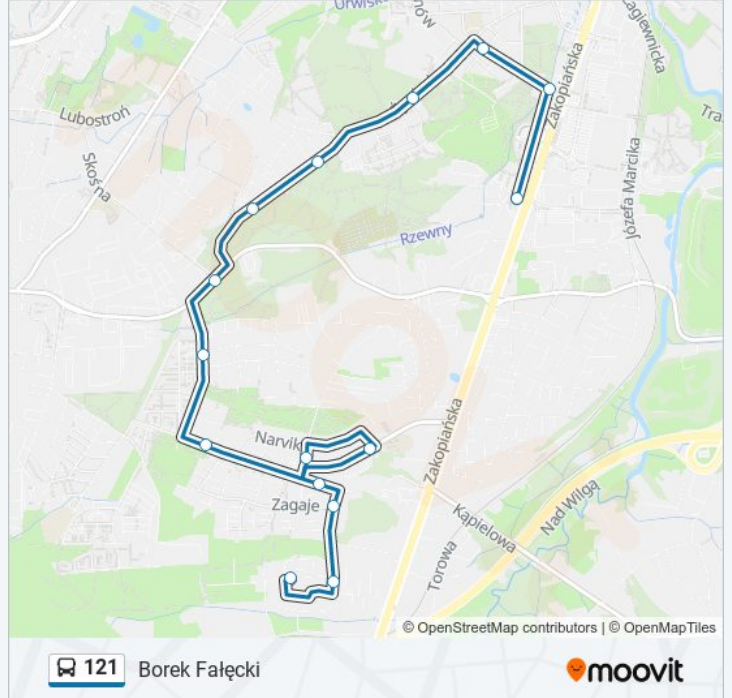 Urwisko
Zakopiańska
Łagiewnicka
Lubostroń
Skośna
Józefa Marcika
Rzewny
Zakopiańska
Narvik
Zagaje
Kąpielowa
Nad Wilgą
Torowa
© OpenStreetMap contributors | © OpenMapTiles
121 Borek Fałęcki
moovit